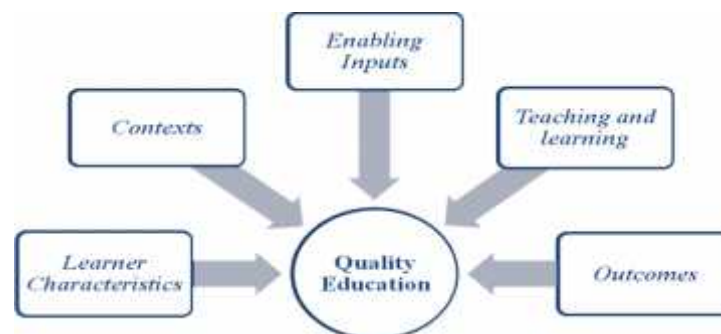 Enabling
Inputs
Contexts
Teaching and
learning
Learner
Characteristics
Quality
Education
Outcomes